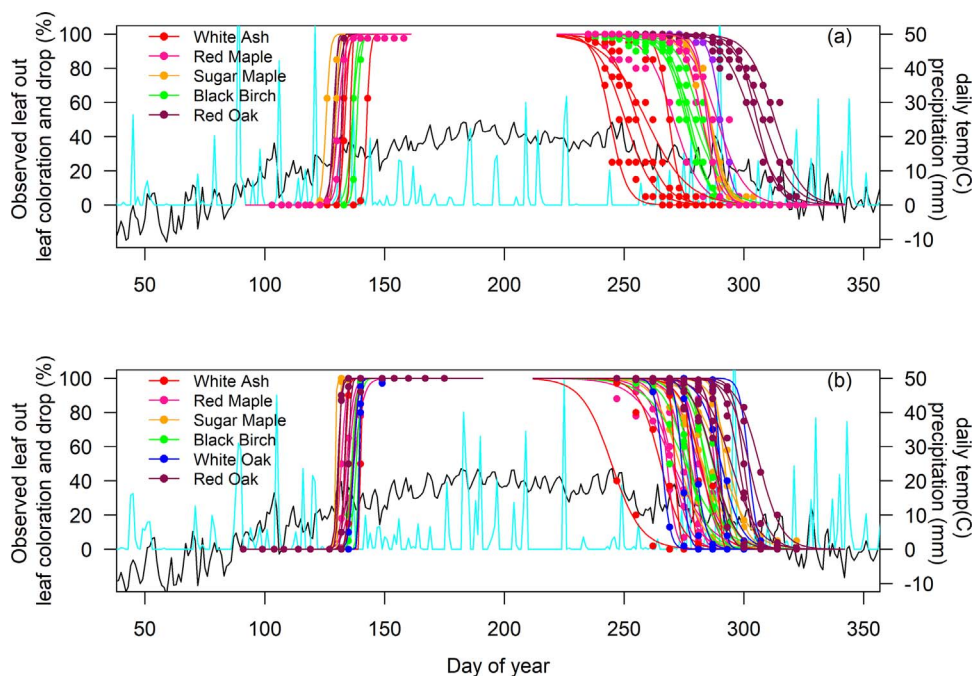 Observed leaf out
leaf coloration and drop (%)
100
80
60
40
20
0
White Ash
Red Maple
Sugar Maple
Black Birch
Red Oak
(a)
50
40
30
20
10
0
-10
daily temp(C)
precipitation (mm)
50 100 150 200 250 300 350
Observed leaf out
leaf coloration and drop (%)
100
80
60
40
20
0
White Ash
Red Maple
Sugar Maple
Black Birch
White Oak
Red Oak
(b)
50
40
30
20
10
0
-10
daily temp(C)
precipitation (mm)
50 100 150 200 250 300 350
Day of year